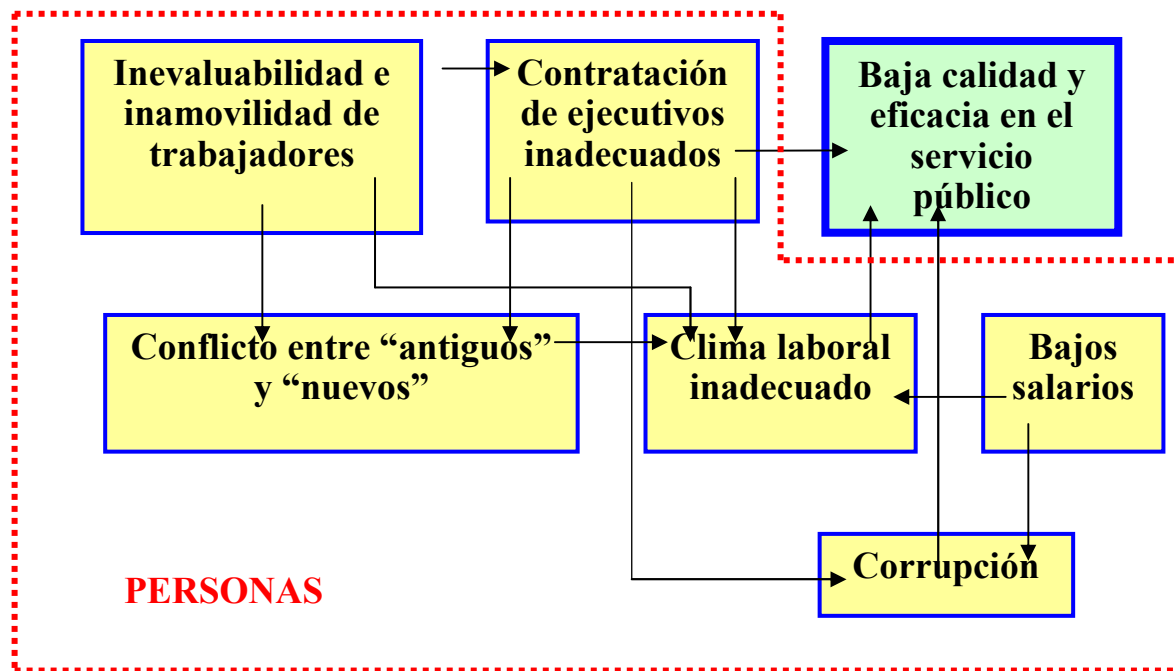 Inevaluabilidad e
inamovilidad de
trabajadores
Contratación
de ejecutivos
inadecuados
Baja calidad y
eficacia en el
servicio
público
Conflicto entre “antiguos”
y “nuevos”
Clima laboral
inadecuado
Bajos
salarios
Corrupción
PERSONAS